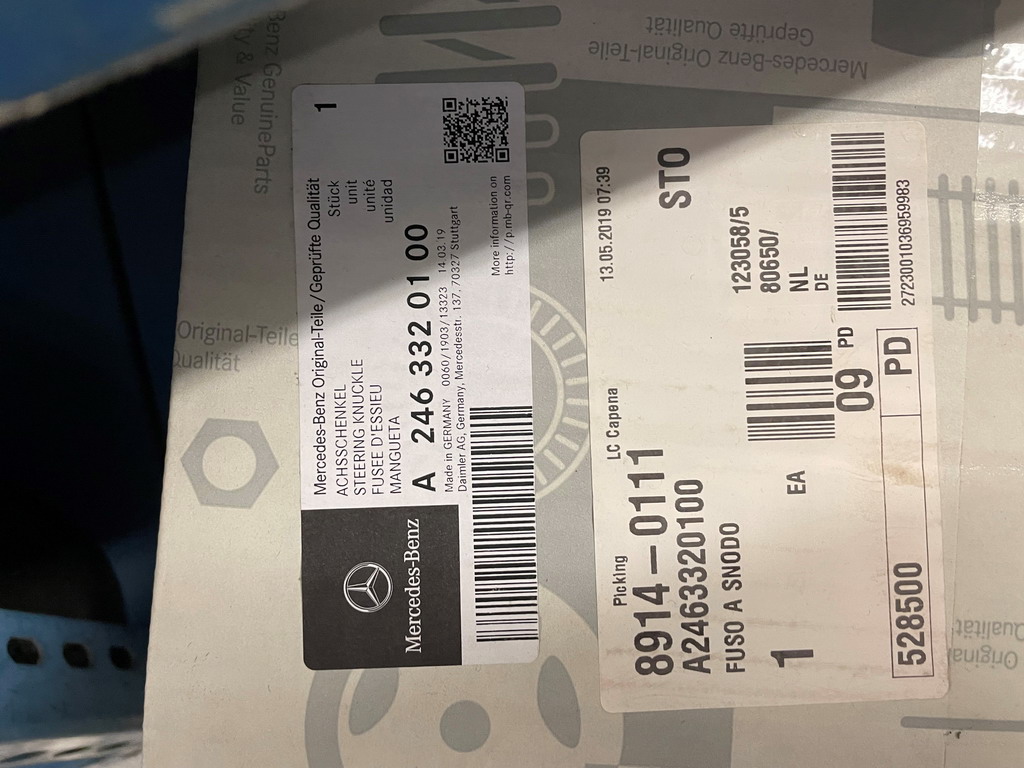 Mercedes-Benz Original-Teile/Geprüfte Qualität
1
ACHSSCHENKEL
Stück
STEERING KNUCKLE
unit
FUSEE D'ESSIEU
unité
MANGUETA
unidad
A 246 332 01 00
Made in GERMANY 0060/1903/13323 14.03.19
Daimler AG, Germany, Mercedesstr. 137, 70327 Stuttgart
More information on
http://p.mb-qr.com
Mercedes-Benz
Picking
LC Capena
13.05.2019 07:39
8914-0111
A2463320100
STO
FUSO A SNODO
123058/5
80650/
1
EA
NL
DE
09 PD
528500
PD
2723001036959983
Benz GenuineParts
ty & Value
Original-Teile
Qualität
Mercedes-Benz Original-Teile
Geprüfte Qualität
Original
Qualität